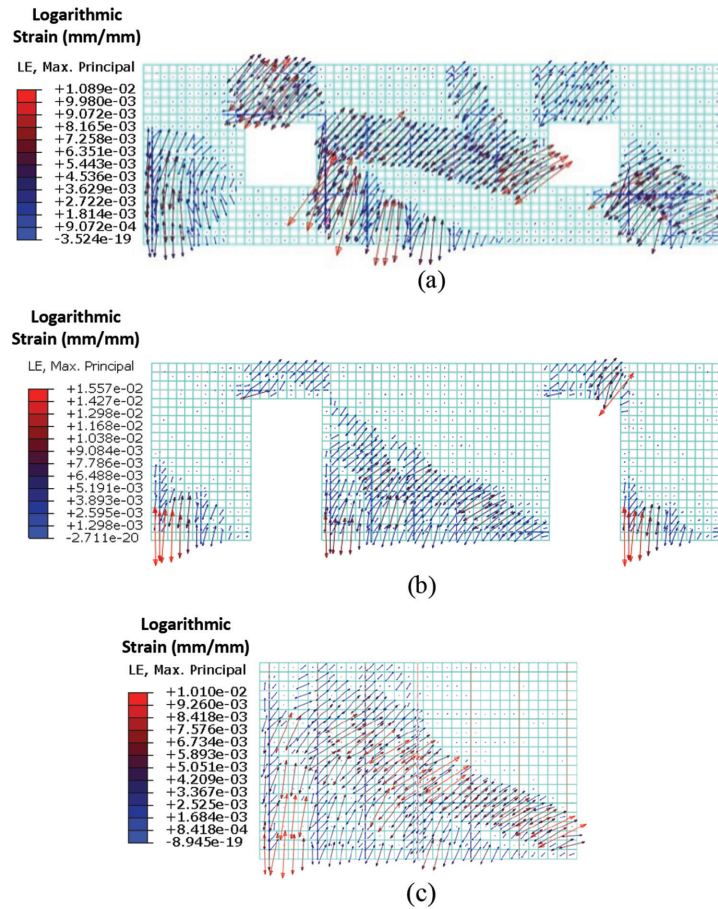 Logarithmic
Strain (mm/mm)
LE, Max. Principal
+1.089e-02
+9.980e-03
+9.072e-03
+8.165e-03
+7.258e-03
+6.351e-03
+5.443e-03
+4.536e-03
+3.629e-03
+2.722e-03
+1.814e-03
+9.072e-04
-3.524e-19
(a)
Logarithmic
Strain (mm/mm)
LE, Max. Principal
+1.557e-02
+1.427e-02
+1.298e-02
+1.168e-02
+1.038e-02
+9.084e-03
+7.786e-03
+6.488e-03
+5.191e-03
+3.893e-03
+2.595e-03
+1.298e-03
-2.711e-20
(b)
Logarithmic
Strain (mm/mm)
LE, Max. Principal
+1.010e-02
+9.260e-03
+8.418e-03
+7.576e-03
+6.734e-03
+5.893e-03
+5.051e-03
+4.209e-03
+3.367e-03
+2.525e-03
+1.684e-03
+8.418e-04
-8.945e-19
(c)